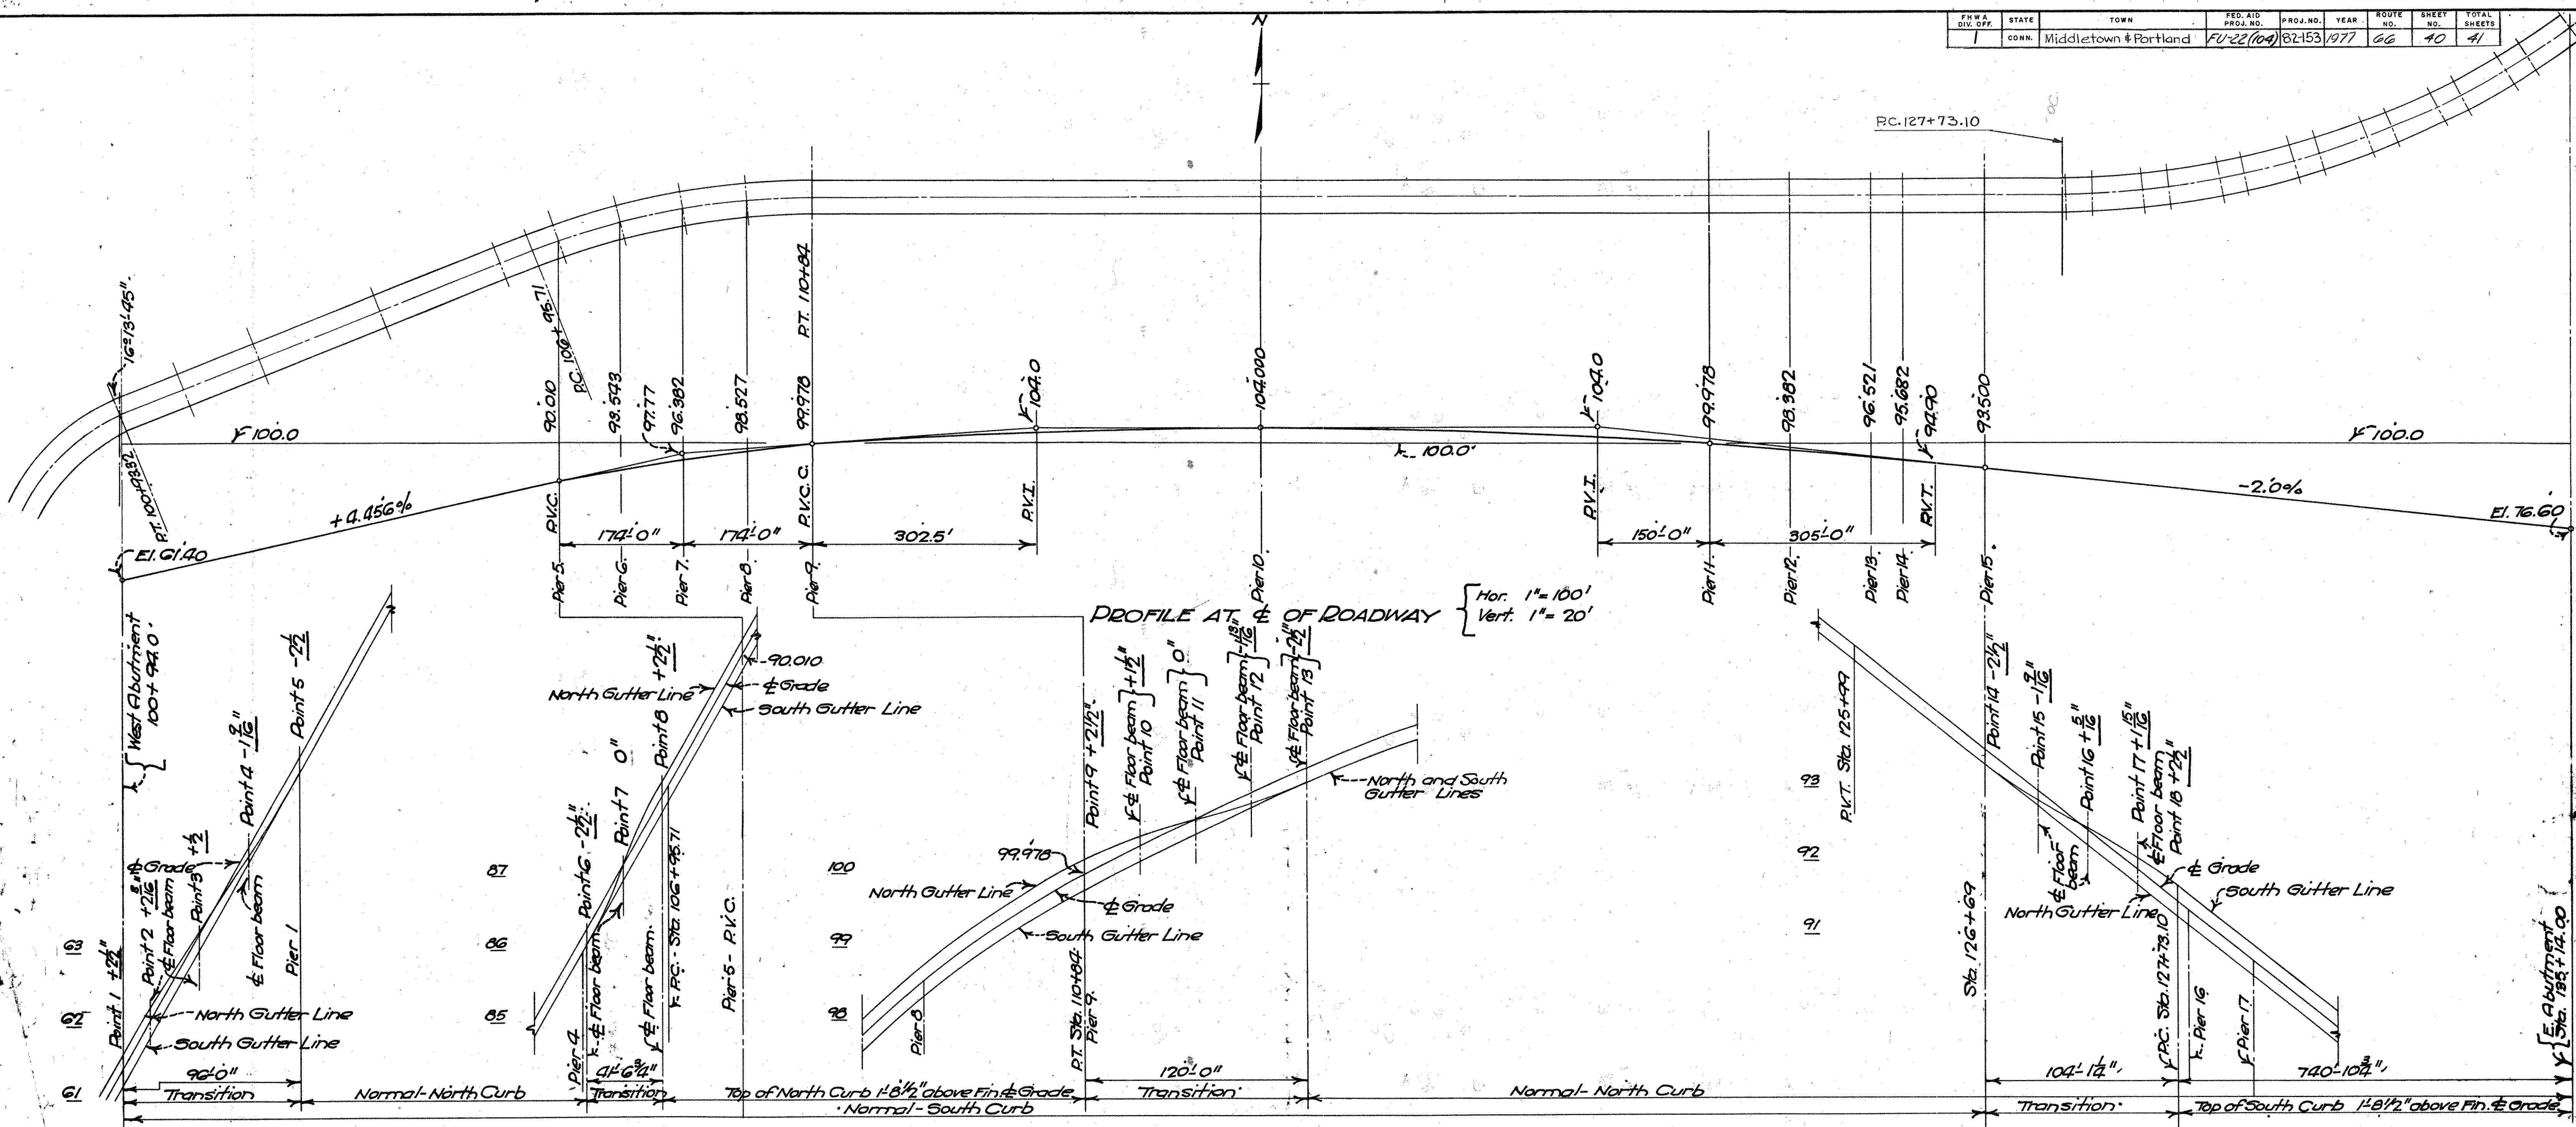 FHWA DIV. OFF. STATE TOWN FED. AID PROJ. NO. PROJ. NO. YEAR ROUTE NO. SHEET NO. TOTAL SHEETS
1 CONN. Middletown & Portland FU-22(104) 82-153 1977 66 40 41
N
P.C. 127+73.10
16°-13'-45"
P.T. 100+93.32
P.C. 106+95.71
P.T. 110+84
100.0
+4.456%
El. 61.40
90.010
93.543
97.77
96.382
98.527
99.978
104.0
104.000
104.0
99.978
98.382
96.521
95.682
94.90
93.500
100.0
100.0'
-2.0%
El. 76.60
P.V.C.
P.V.C.C.
P.V.I.
P.V.I.
P.V.T.
174'-0"
174'-0"
302.5'
150'-0"
305'-0"
Pier 5.
Pier 6.
Pier 7.
Pier 8.
Pier 9.
Pier 10.
Pier 11.
Pier 12.
Pier 13.
Pier 14.
Pier 15.
PROFILE AT ℄ OF ROADWAY
Hor. 1"= 100'
Vert. 1"= 20'
West Abutment
100+94.0'
Point 1 +2½"
Point 2 +2 3/16"
℄ Floor beam
℄ Grade
Point 3 +½
Point 4 -1 9/16"
℄ Floor beam
Point 5 -2½
Pier 1
North Gutter Line
South Gutter Line
63
62
61
96'-0"
Transition
Normal-North Curb
87
86
85
Pier 4
Point 6 -2½"
℄ Floor beam
Point 7 0"
℄ Floor beam
Point 8 +2½"
P.C.- Sta. 106+95.71
Pier 5 - P.V.C.
90.010
North Gutter Line
℄ Grade
South Gutter Line
41'-6¾"
Transition
Top of North Curb 1'-8½" above Fin. ℄ Grade
Normal-South Curb
100
99
98
99.978
North Gutter Line
℄ Grade
South Gutter Line
Pier 8
P.T. Sta. 110+84
Pier 9.
Point 9 +2½"
℄ Floor beam
Point 10
+1½"
℄ Floor beam
Point 11
0"
℄ Floor beam
Point 12
-1 13/16"
℄ Floor beam
Point 13
-2½"
North and South
Gutter Lines
120'-0"
Transition
Normal-North Curb
93
92
91
P.V.T. Sta. 125+99
Sta. 126+69
Point 14 -2½"
Point 15 -1 9/16"
℄ Floor beam
Point 16 +5/16"
Point 17 +1 15/16"
℄ Floor beam
Point 18 +2½"
North Gutter Line
℄ Grade
South Gutter Line
P.C. Sta. 127+73.10
Pier 16
Pier 17
104'-1¼"
Transition
740'-10¾"
Top of South Curb 1'-8½" above Fin. ℄ Grade
E. Abutment
Sta. 135+14.00